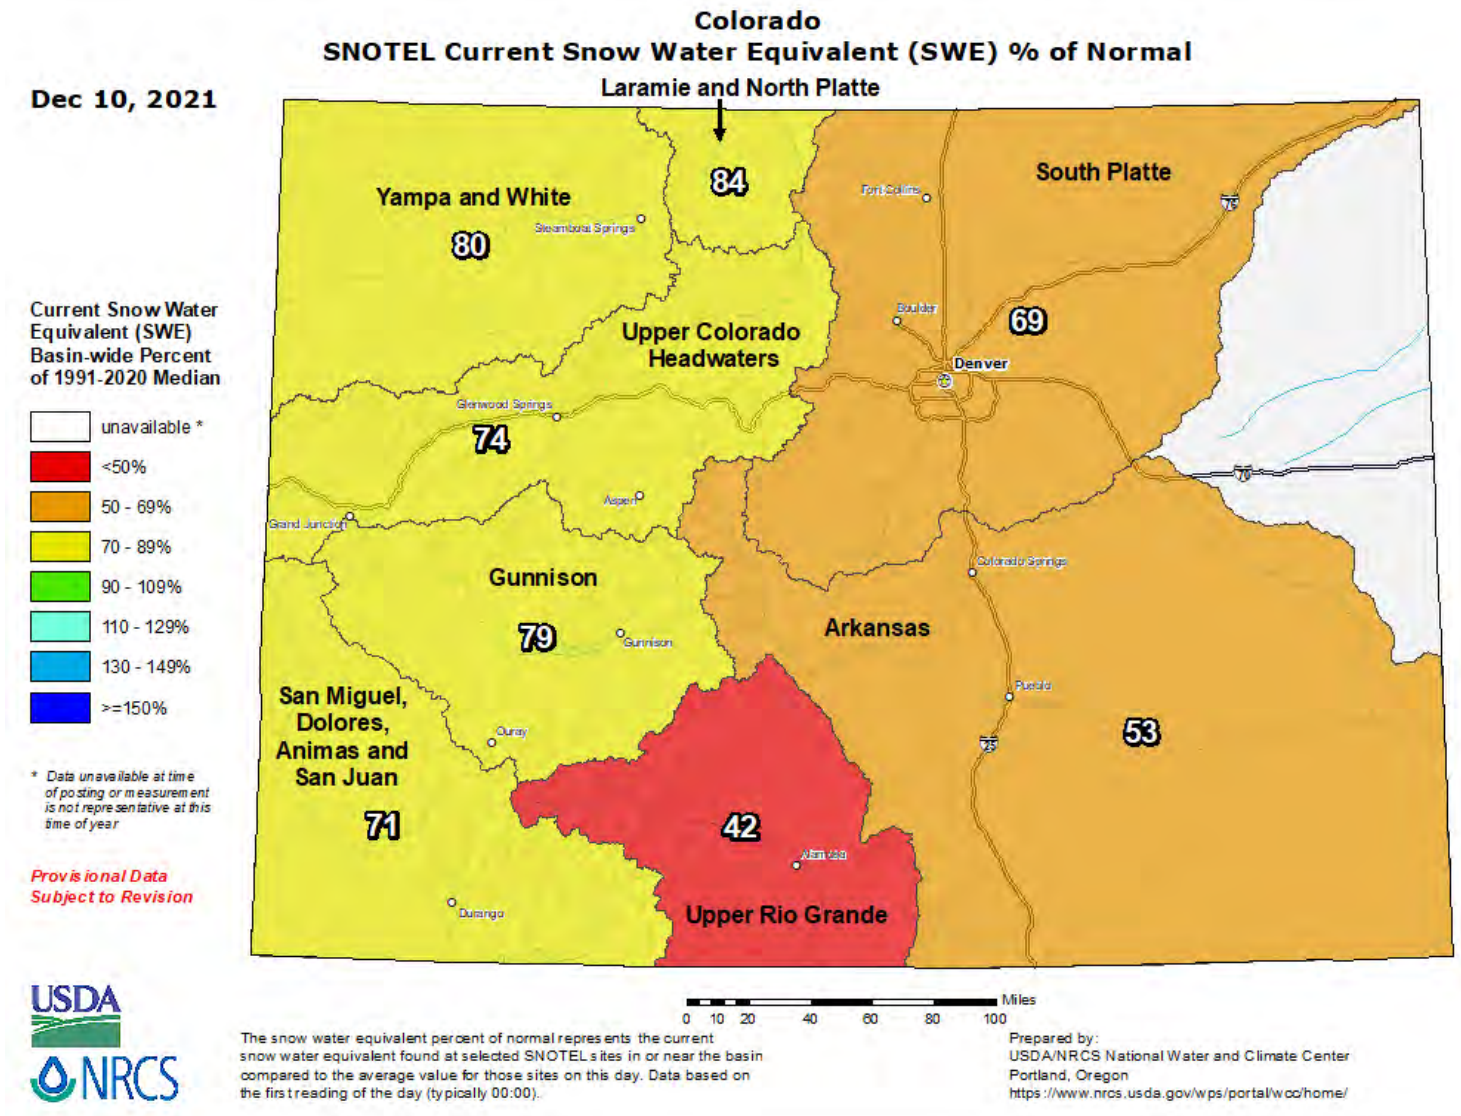 Colorado
SNOTEL Current Snow Water Equivalent (SWE) % of Normal
Dec 10, 2021
Laramie and North Platte
84
South Platte
Fort Collins
76
Yampa and White
Steamboat Springs
80
Current Snow Water
Equivalent (SWE)
Basin-wide Percent
of 1991-2020 Median
unavailable *
<50%
50 - 69%
70 - 89%
90 - 109%
110 - 129%
130 - 149%
>=150%
Upper Colorado
Headwaters
Boulder
69
Denver
Glenwood Springs
74
70
Aspen
Grand Junction
Gunnison
79
Gunnison
Colorado Springs
Arkansas
San Miguel,
Dolores,
Animas and
San Juan
71
Ouray
Pueblo
25
53
42
Alamosa
Upper Rio Grande
Durango
* Data unavailable at time
of posting or measurement
is not representative at this
time of year
Provisional Data
Subject to Revision
USDA
NRCS
Miles
0 10 20 40 60 80 100
The snow water equivalent percent of normal represents the current
snow water equivalent found at selected SNOTEL sites in or near the basin
compared to the average value for those sites on this day. Data based on
the first reading of the day (typically 00:00).
Prepared by:
USDA/NRCS National Water and Climate Center
Portland, Oregon
https://www.nrcs.usda.gov/wps/portal/wcc/home/